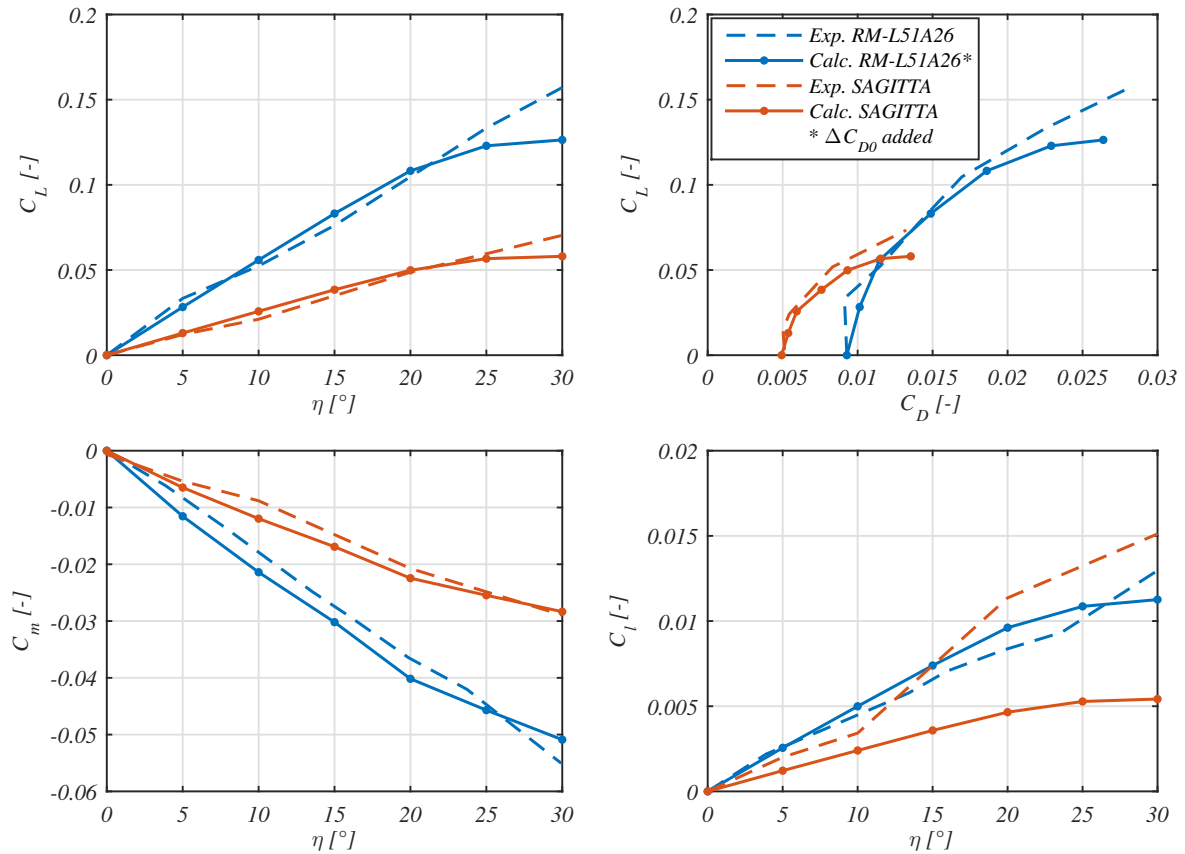 0.2
0.15
0.1
0.05
0
C_L [-]
0 5 10 15 20 25 30
η [°]
0.2
0.15
0.1
0.05
0
C_L [-]
Exp. RM-L51A26
Calc. RM-L51A26*
Exp. SAGITTA
Calc. SAGITTA
* ΔC_D0 added
0 0.005 0.01 0.015 0.02 0.025 0.03
C_D [-]
0
-0.01
-0.02
-0.03
-0.04
-0.05
-0.06
C_m [-]
0 5 10 15 20 25 30
η [°]
0.02
0.015
0.01
0.005
0
C_l [-]
0 5 10 15 20 25 30
η [°]